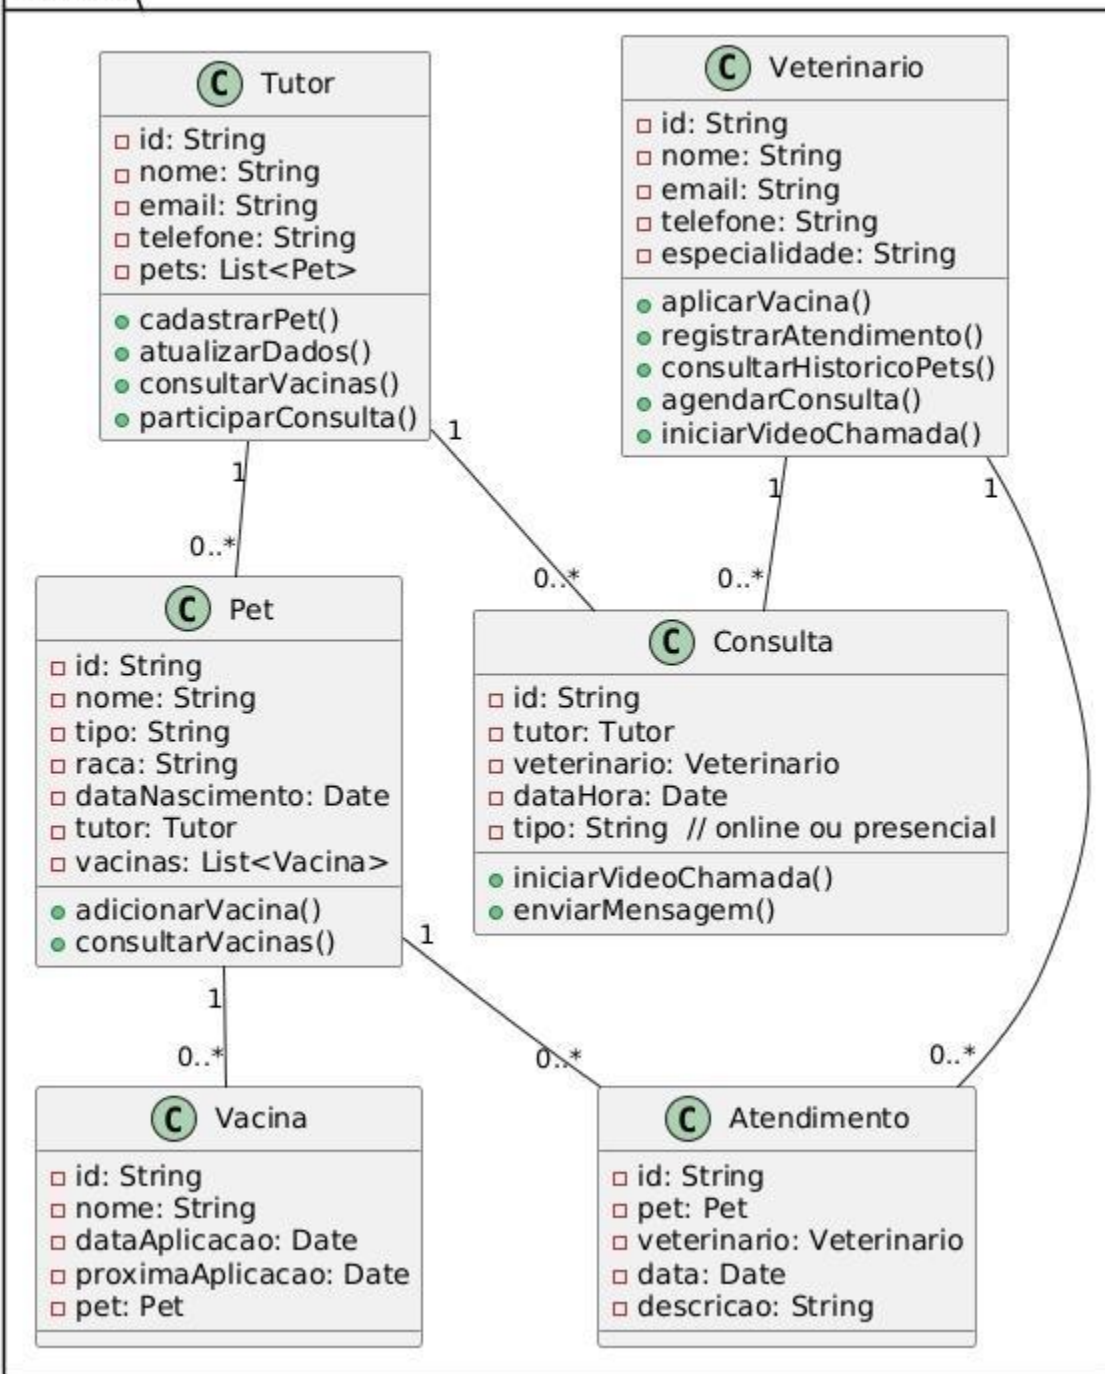 C Tutor
id: String
nome: String
email: String
telefone: String
pets: List<Pet>
cadastrarPet()
atualizarDados()
consultarVacinas()
participarConsulta()
C Veterinario
id: String
nome: String
email: String
telefone: String
especialidade: String
aplicarVacina()
registrarAtendimento()
consultarHistoricoPets()
agendarConsulta()
iniciarVideoChamada()
1
1
1
1
0..*
0..*
0..*
C Pet
id: String
nome: String
tipo: String
raca: String
dataNascimento: Date
tutor: Tutor
vacinas: List<Vacina>
adicionarVacina()
consultarVacinas()
C Consulta
id: String
tutor: Tutor
veterinario: Veterinario
dataHora: Date
tipo: String // online ou presencial
iniciarVideoChamada()
enviarMensagem()
1
1
0..*
0..*
0..*
C Vacina
id: String
nome: String
dataAplicacao: Date
proximaAplicacao: Date
pet: Pet
C Atendimento
id: String
pet: Pet
veterinario: Veterinario
data: Date
descricao: String